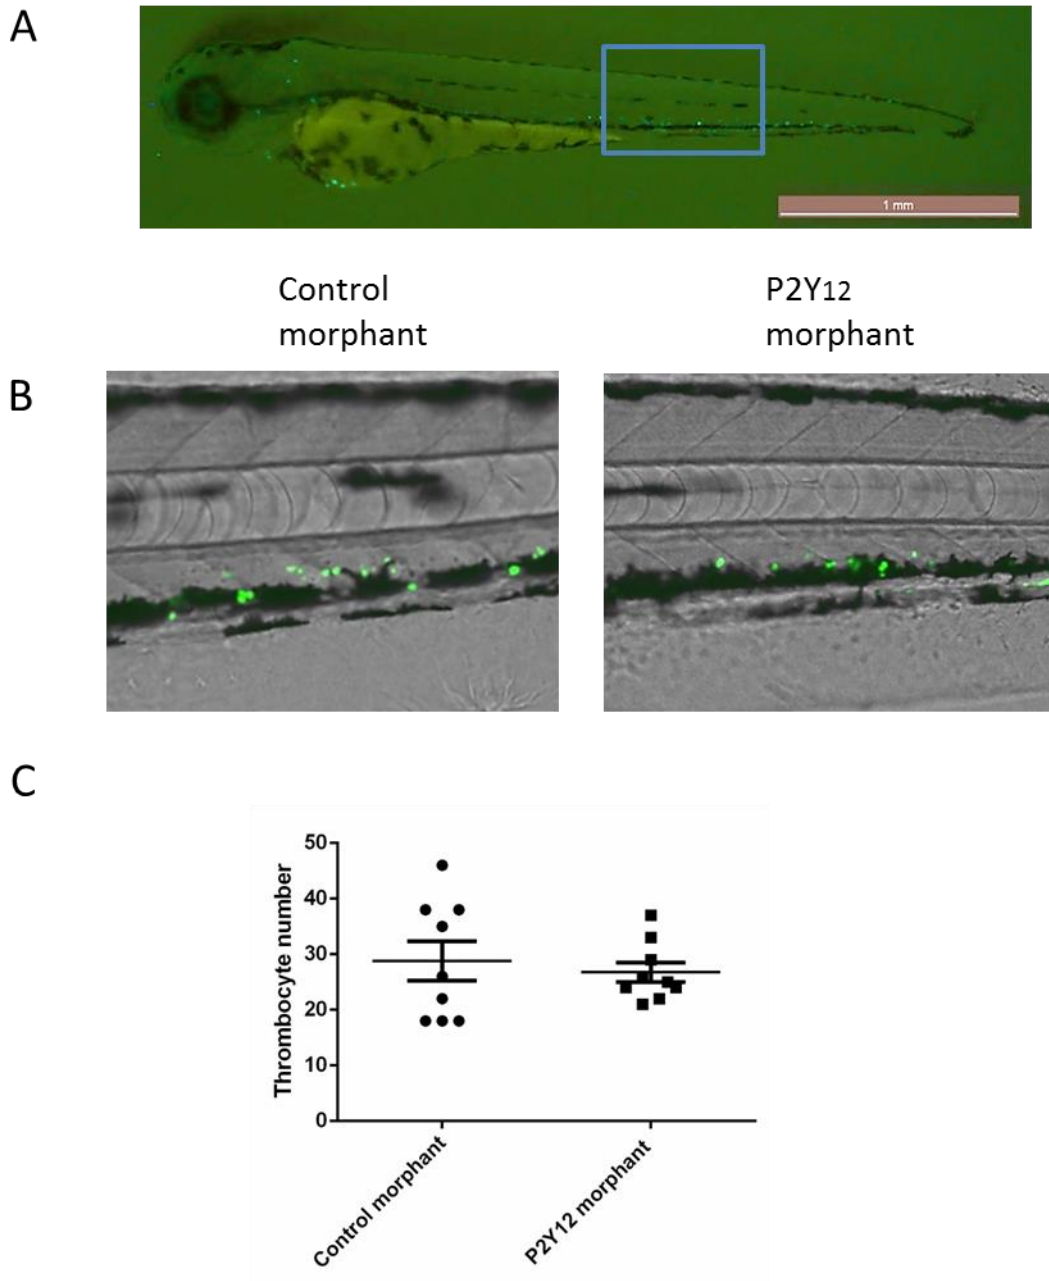 A
1 mm
Control
morphant
P2Y12
morphant
B
C
Thrombocyte number
50
40
30
20
10
0
Control morphant
P2Y12 morphant